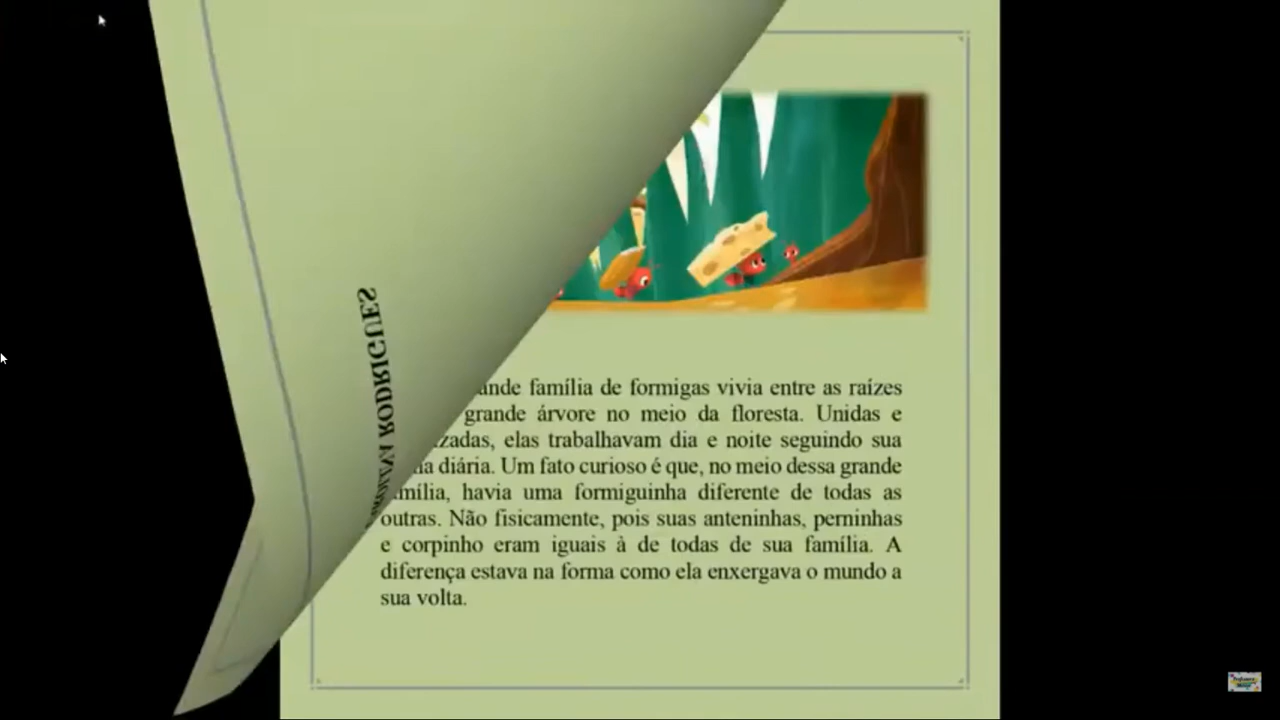 RODRIGUES
família de formigas vivia entre as raízes
grande árvore no meio da floresta. Unidas e
elas trabalhavam dia e noite seguindo sua
diária. Um fato curioso é que, no meio dessa grande
havia uma formiguinha diferente de todas as
outras. Não fisicamente, pois suas anteninhas, perninhas
e corpinho eram iguais à de todas de sua família. A
diferença estava na forma como ela enxergava o mundo a
sua volta.